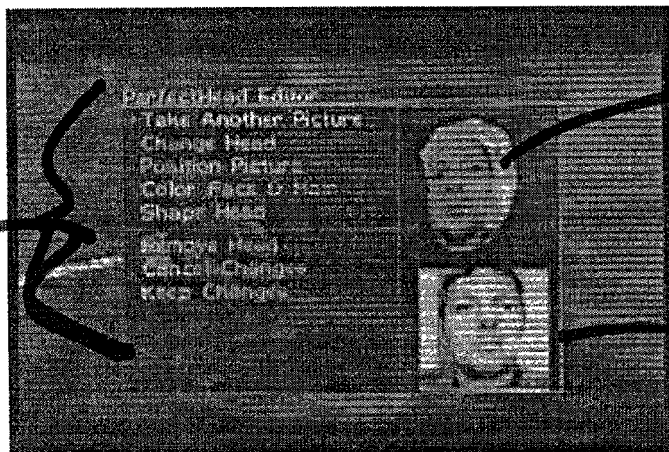 PerfectHead Editor
Take Another Picture
Change Head
Position Picture
Color Face & Hair
Shape Head
Remove Head
Cancel Changes
Keep Changes